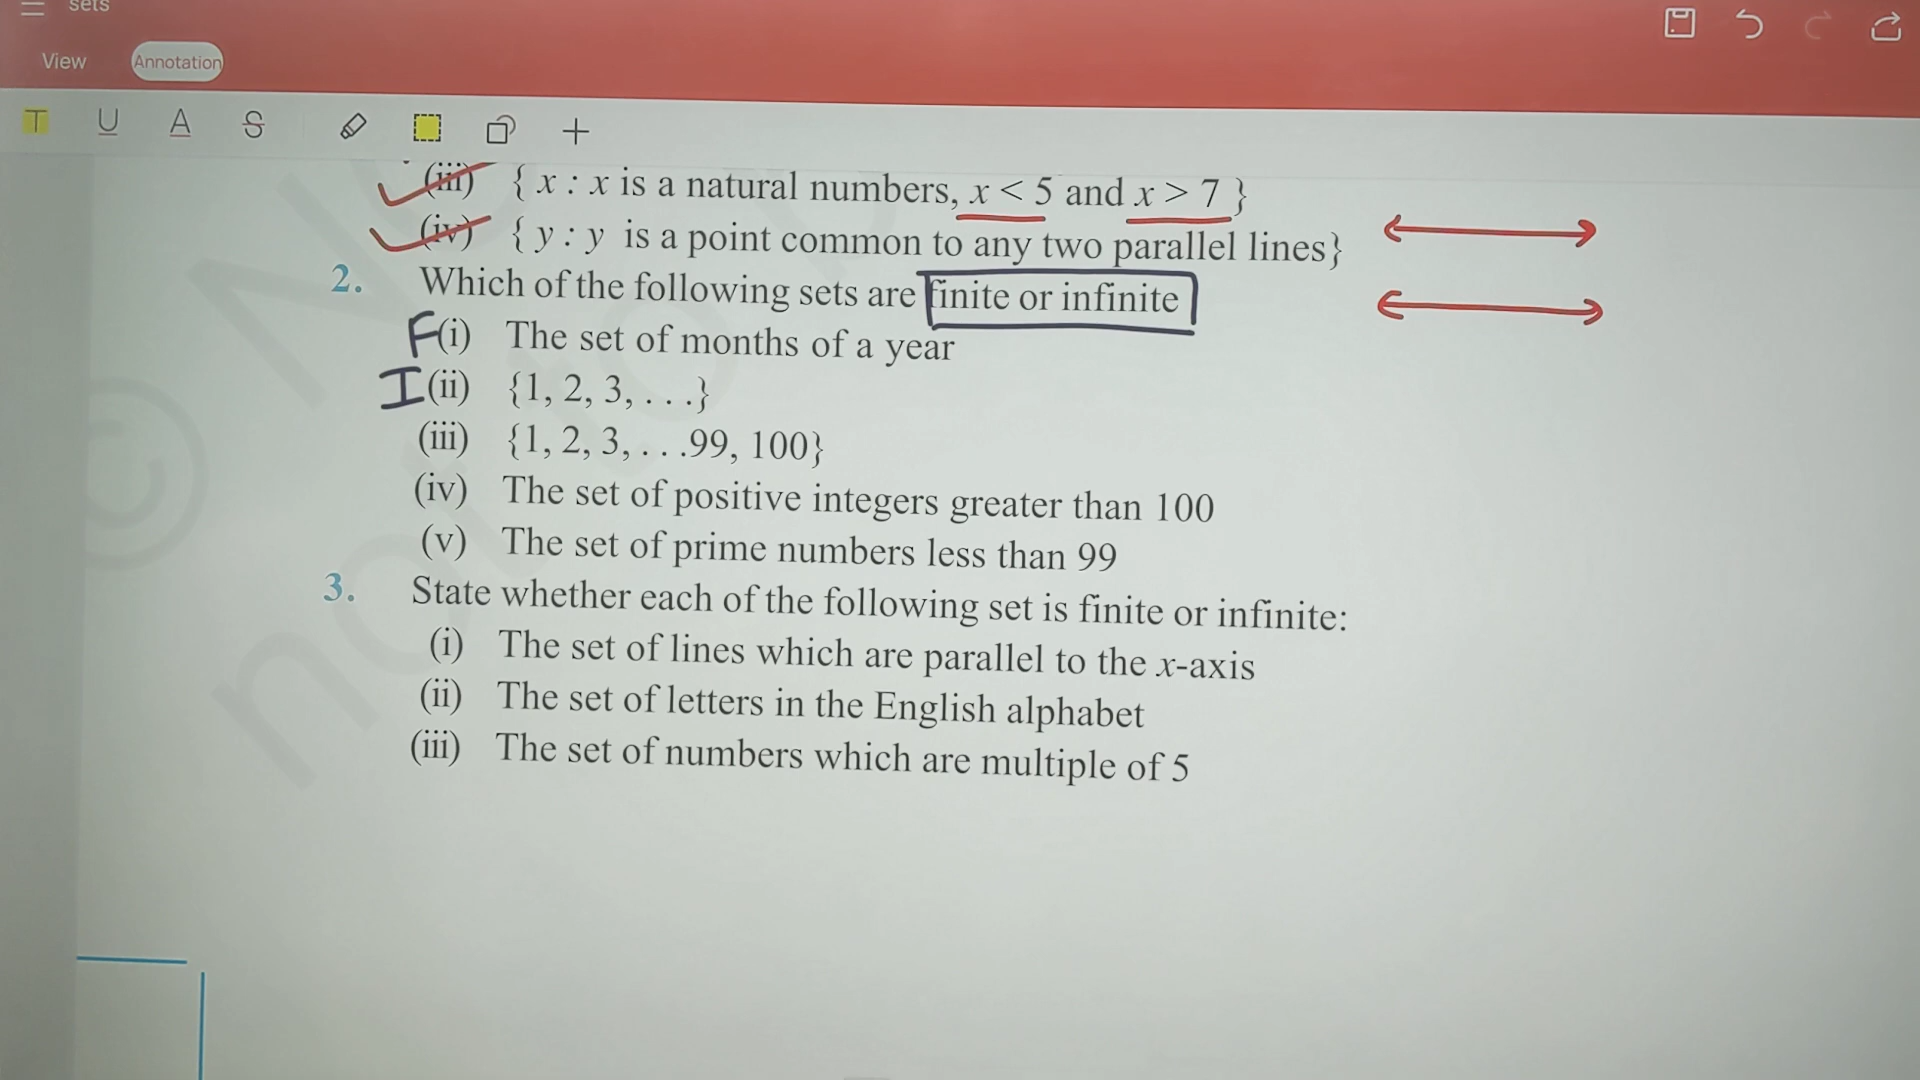 sets
View Annotation
T U A S
(iii) { x : x is a natural numbers, x < 5 and x > 7 }
(iv) { y : y is a point common to any two parallel lines}
2. Which of the following sets are finite or infinite
F (i) The set of months of a year
I (ii) {1, 2, 3, . . .}
(iii) {1, 2, 3, . . .99, 100}
(iv) The set of positive integers greater than 100
(v) The set of prime numbers less than 99
3. State whether each of the following set is finite or infinite:
(i) The set of lines which are parallel to the x-axis
(ii) The set of letters in the English alphabet
(iii) The set of numbers which are multiple of 5